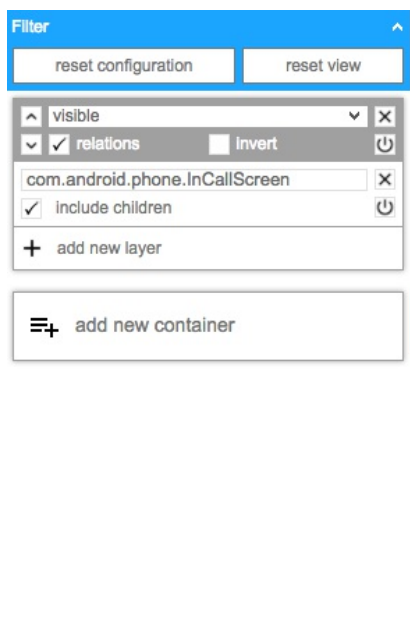 Filter
reset configuration reset view
visible
relations invert
com.android.phone.InCallScreen
include children
add new layer
add new container